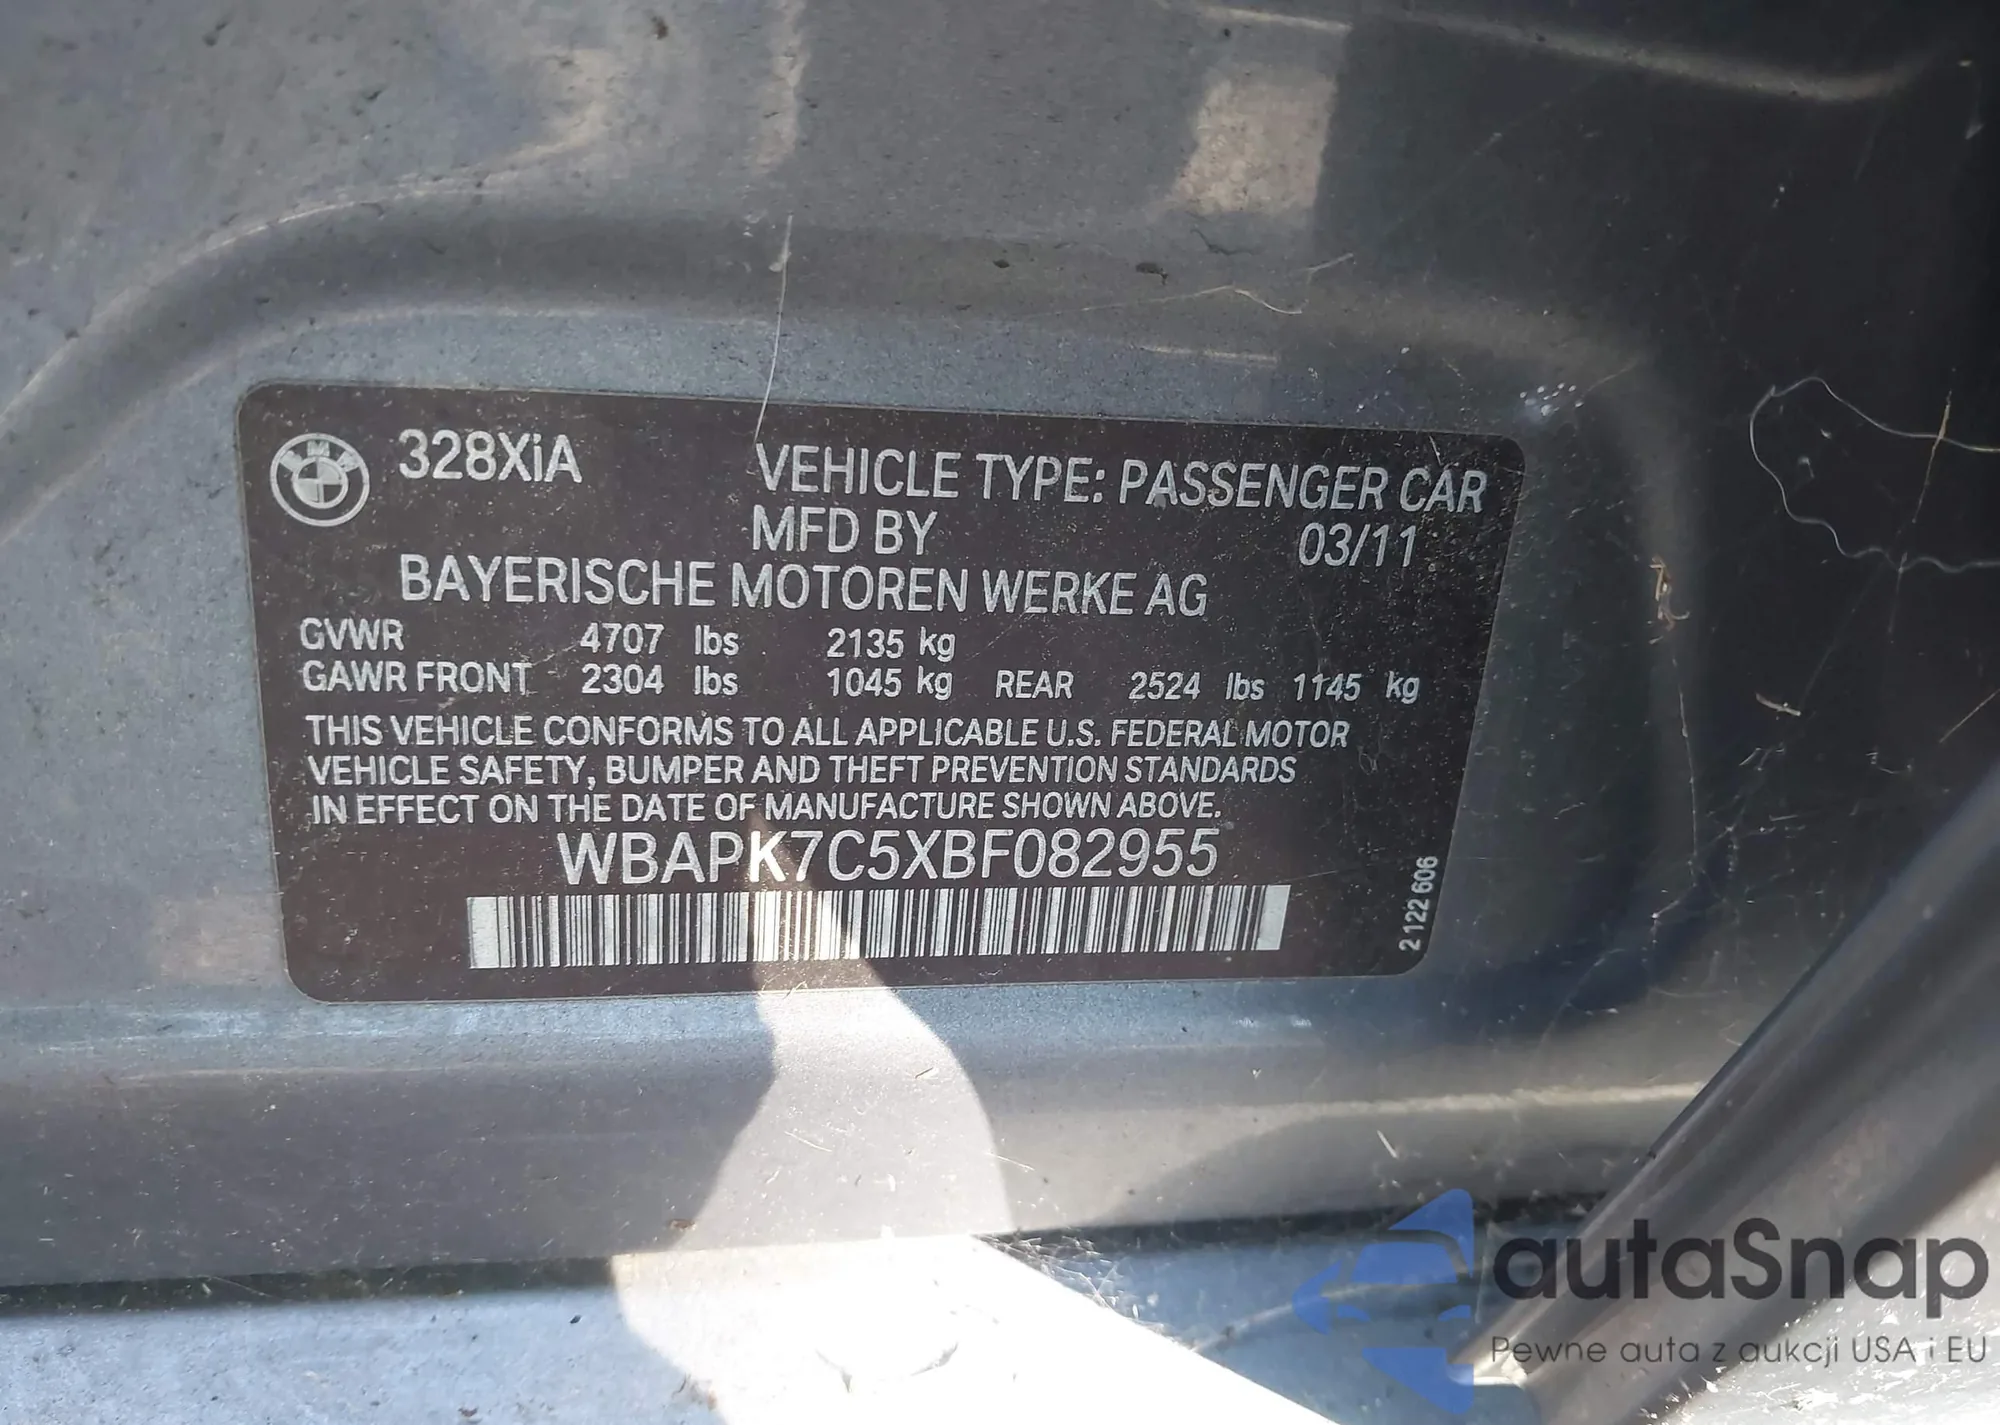 BMW
328XiA
VEHICLE TYPE: PASSENGER CAR
MFD BY 03/11
BAYERISCHE MOTOREN WERKE AG
GVWR 4707 lbs 2135 kg
GAWR FRONT 2304 lbs 1045 kg REAR 2524 lbs 1145 kg
THIS VEHICLE CONFORMS TO ALL APPLICABLE U.S. FEDERAL MOTOR
VEHICLE SAFETY, BUMPER AND THEFT PREVENTION STANDARDS
IN EFFECT ON THE DATE OF MANUFACTURE SHOWN ABOVE.
WBAPK7C5XBF082955
2122606
autaSnap
Pewne auta z aukcji USA i EU